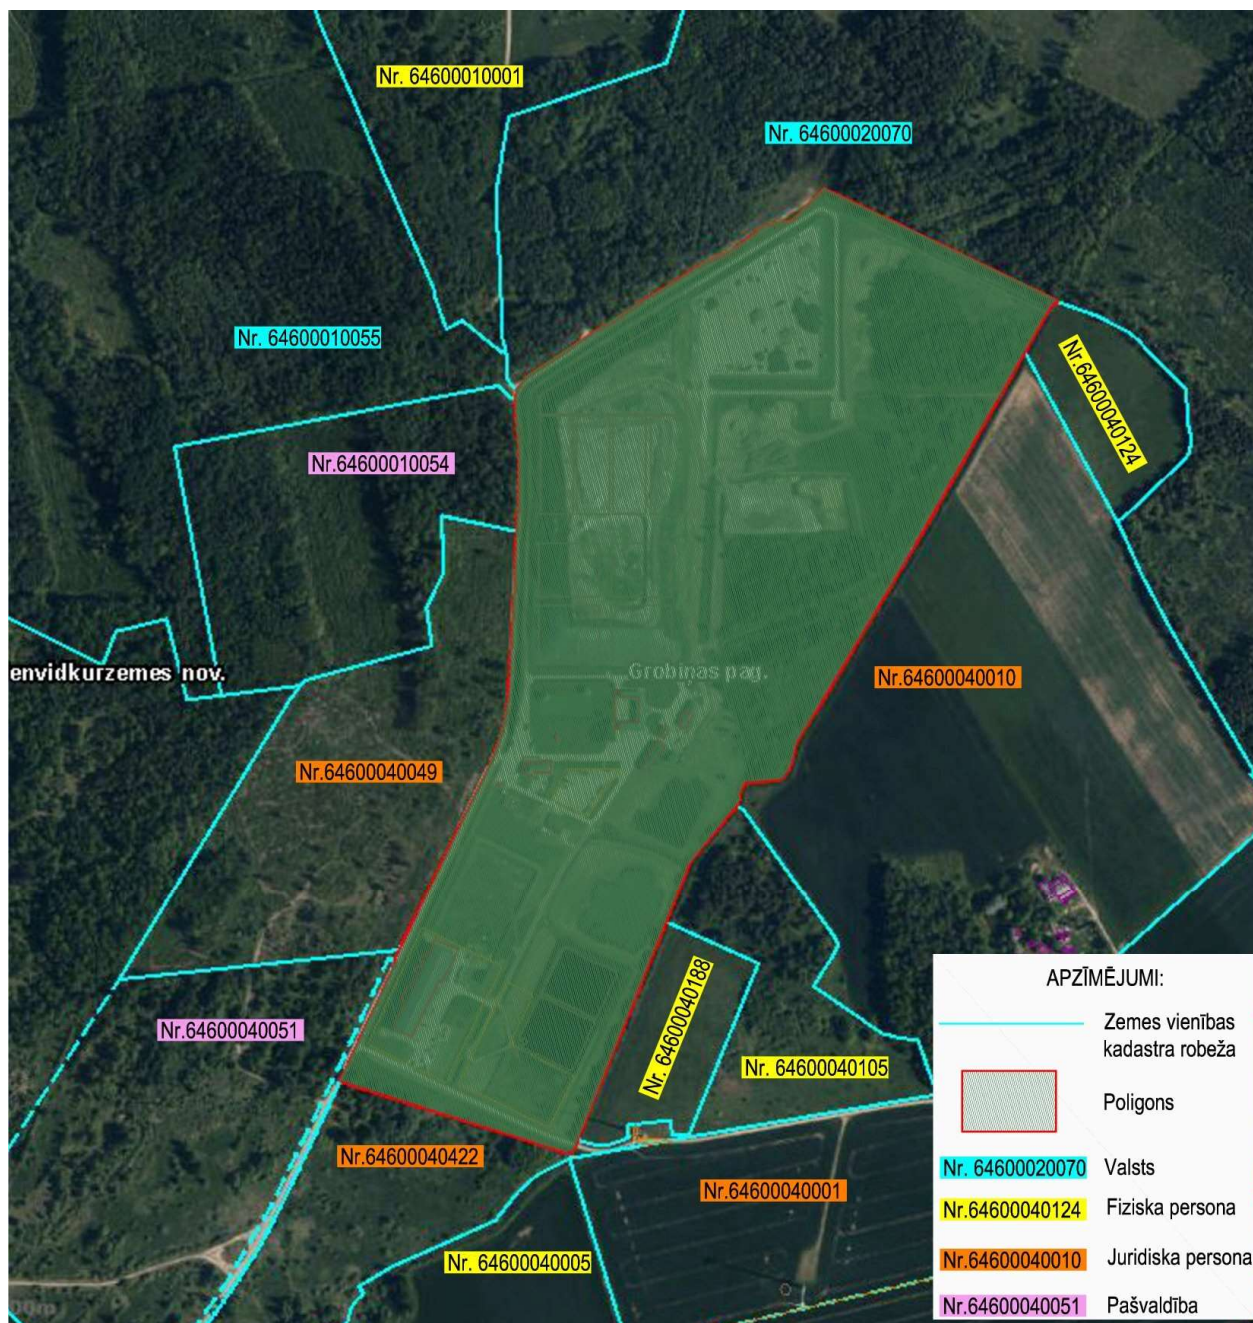 Nr. 64600010001
Nr. 64600020070
Nr. 64600010055
Nr.64600040124
Nr.64600010054
Grobiņas pag.
envidkurzemes nov.
Nr.64600040010
Nr.64600040049
Nr.64600040051
Nr. 64600040188
Nr. 64600040105
Nr.64600040422
Nr.64600040001
Nr. 64600040005
APZĪMĒJUMI:
Zemes vienības
kadastra robeža
Poligons
Nr. 64600020070 Valsts
Nr.64600040124 Fiziska persona
Nr.64600040010 Juridiska persona
Nr.64600040051 Pašvaldība